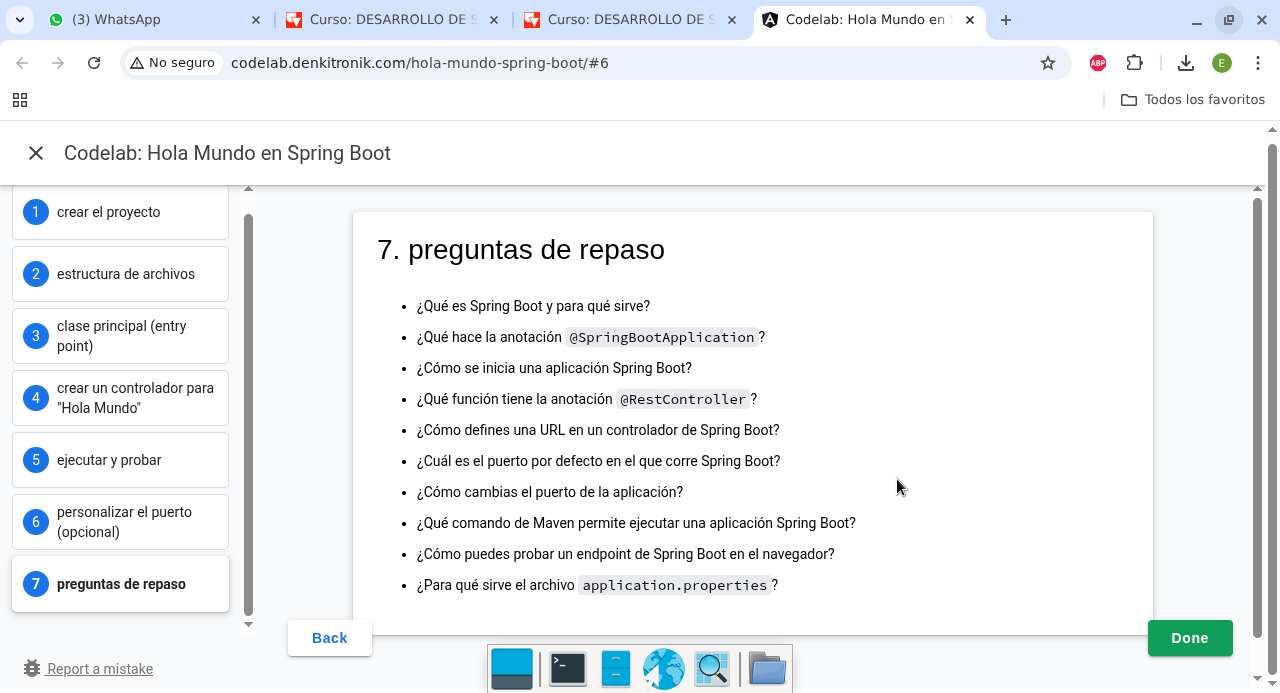 (3) WhatsApp
Curso: DESARROLLO DE S
Curso: DESARROLLO DE S
Codelab: Hola Mundo en S
No seguro
codelab.denkitronik.com/hola-mundo-spring-boot/#6
ABP
E
Todos los favoritos
Codelab: Hola Mundo en Spring Boot
1 crear el proyecto
2 estructura de archivos
3 clase principal (entry
point)
4 crear un controlador para
"Hola Mundo"
5 ejecutar y probar
6 personalizar el puerto
(opcional)
7 preguntas de repaso
Report a mistake
7. preguntas de repaso
• ¿Qué es Spring Boot y para qué sirve?
• ¿Qué hace la anotación @SpringBootApplication?
• ¿Cómo se inicia una aplicación Spring Boot?
• ¿Qué función tiene la anotación @RestController?
• ¿Cómo defines una URL en un controlador de Spring Boot?
• ¿Cuál es el puerto por defecto en el que corre Spring Boot?
• ¿Cómo cambias el puerto de la aplicación?
• ¿Qué comando de Maven permite ejecutar una aplicación Spring Boot?
• ¿Cómo puedes probar un endpoint de Spring Boot en el navegador?
• ¿Para qué sirve el archivo application.properties?
Back
Done
>_